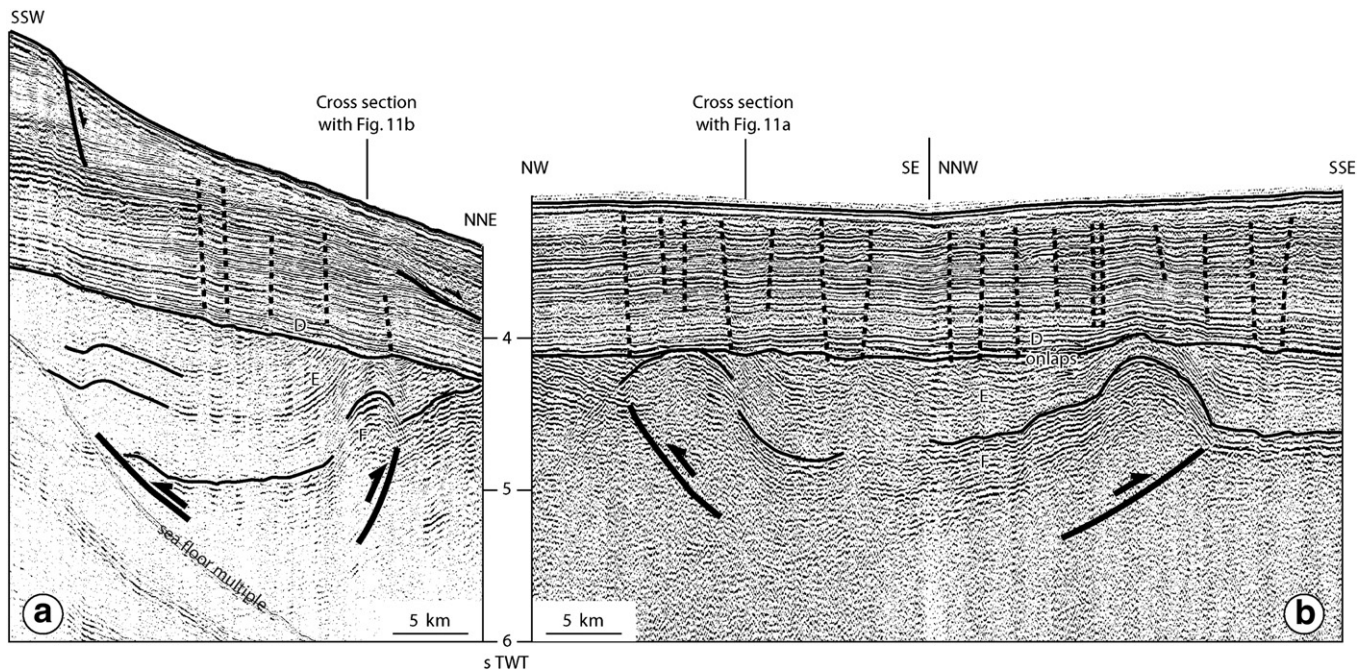 SSW
Cross section
with Fig. 11b
NNE
D
E
F
sea floor multiple
a
5 km
Cross section
with Fig. 11a
NW
SE
NNW
SSE
D
onlaps
E
F
5 km
b
4
5
6
s TWT